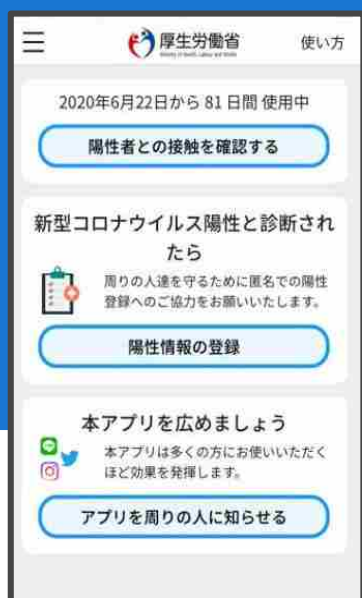 厚生労働省
Ministry of Health, Labour and Welfare
使い方
2020年6月22日から 81 日間 使用中
陽性者との接触を確認する
新型コロナウイルス陽性と診断され
たら
周りの人達を守るために匿名での陽性
登録へのご協力をお願いいたします。
陽性情報の登録
本アプリを広めましょう
本アプリは多くの方にお使いいただく
ほど効果を発揮します。
アプリを周りの人に知らせる